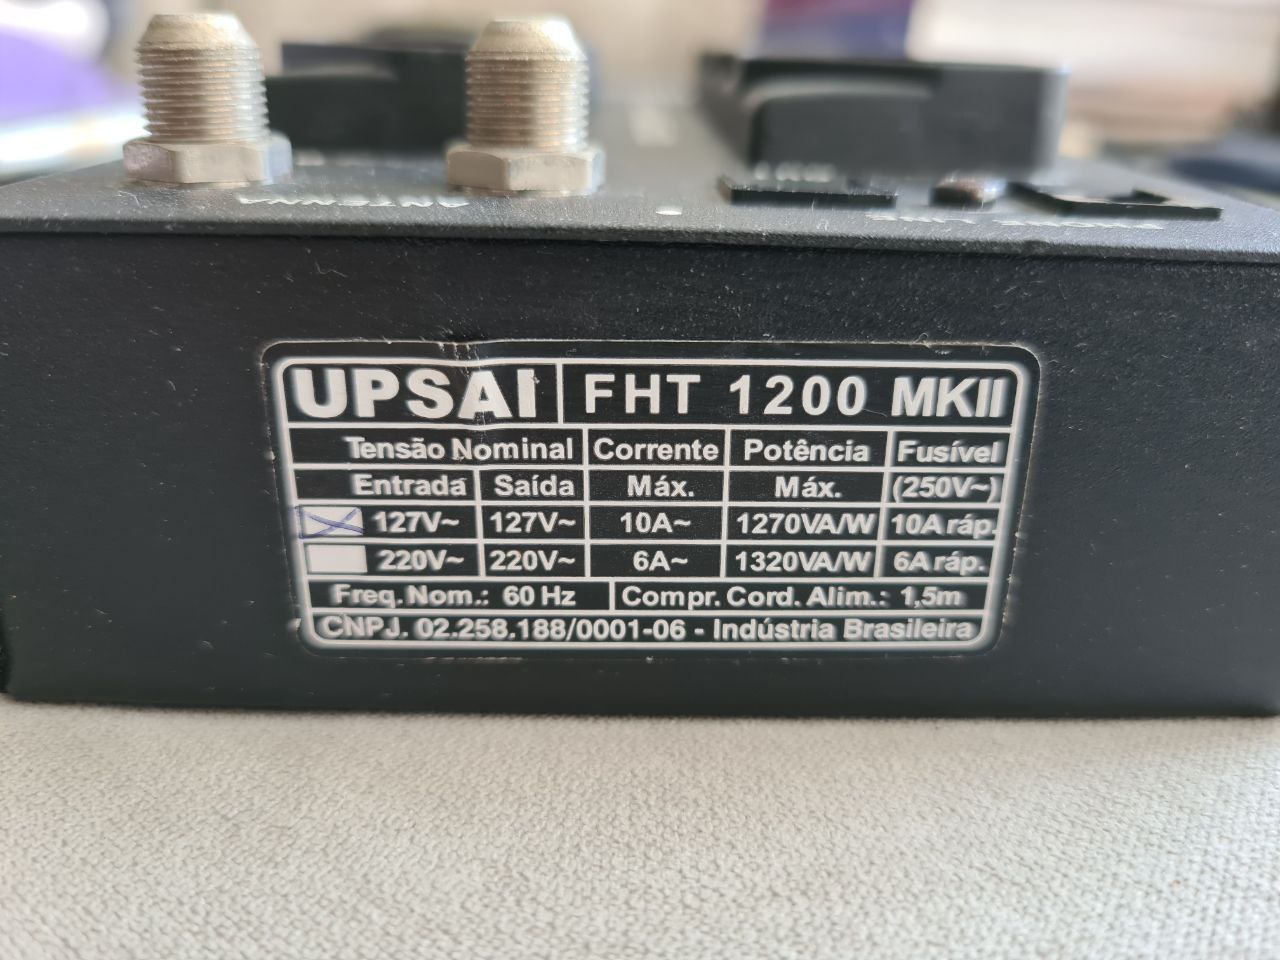 ANTENNA
UPSAI FHT 1200 MKII
Tensão Nominal Corrente Potência Fusível
Entrada Saída Máx. Máx. (250V~)
127V~ 127V~ 10A~ 1270VA/W 10A ráp.
220V~ 220V~ 6A~ 1320VA/W 6A ráp.
Freq. Nom.: 60 Hz Compr. Cord. Alim.: 1,5m
CNPJ. 02.258.188/0001-06 - Indústria Brasileira